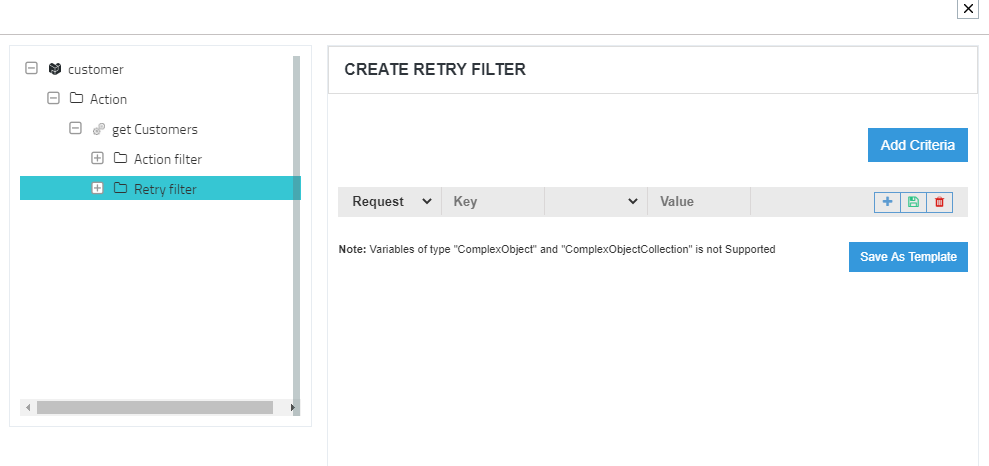 customer
Action
get Customers
Action filter
Retry filter
CREATE RETRY FILTER
Add Criteria
Request Key Value
Note: Variables of type "ComplexObject" and "ComplexObjectCollection" is not Supported
Save As Template